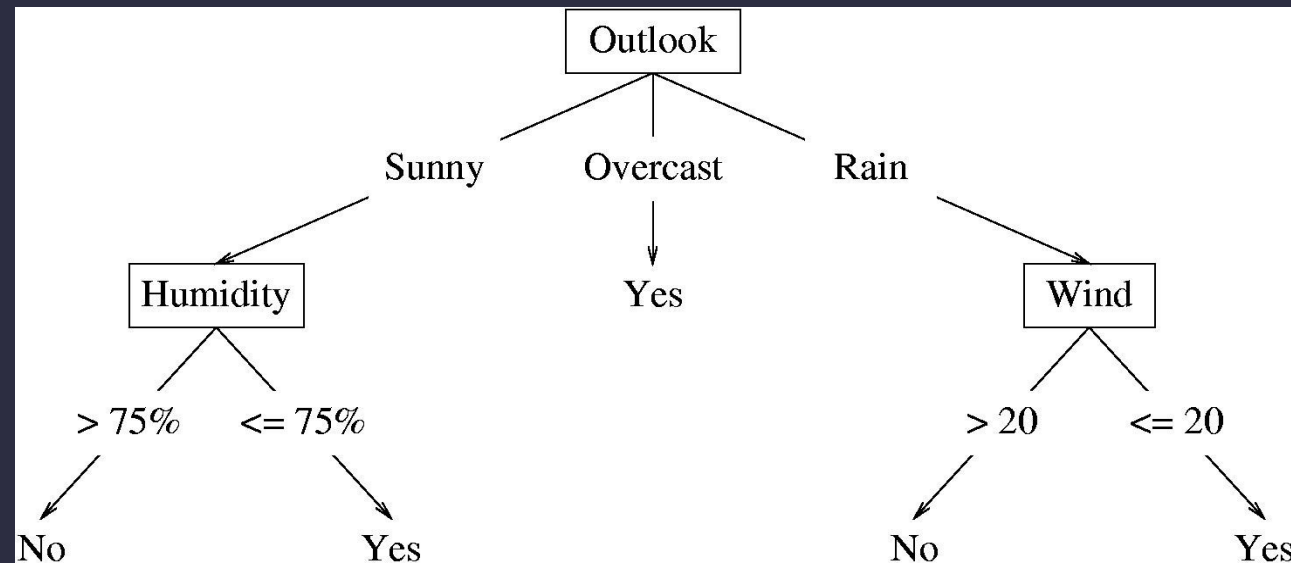 Outlook
Sunny Overcast Rain
Humidity Yes Wind
> 75% <= 75% > 20 <= 20
No Yes No Yes